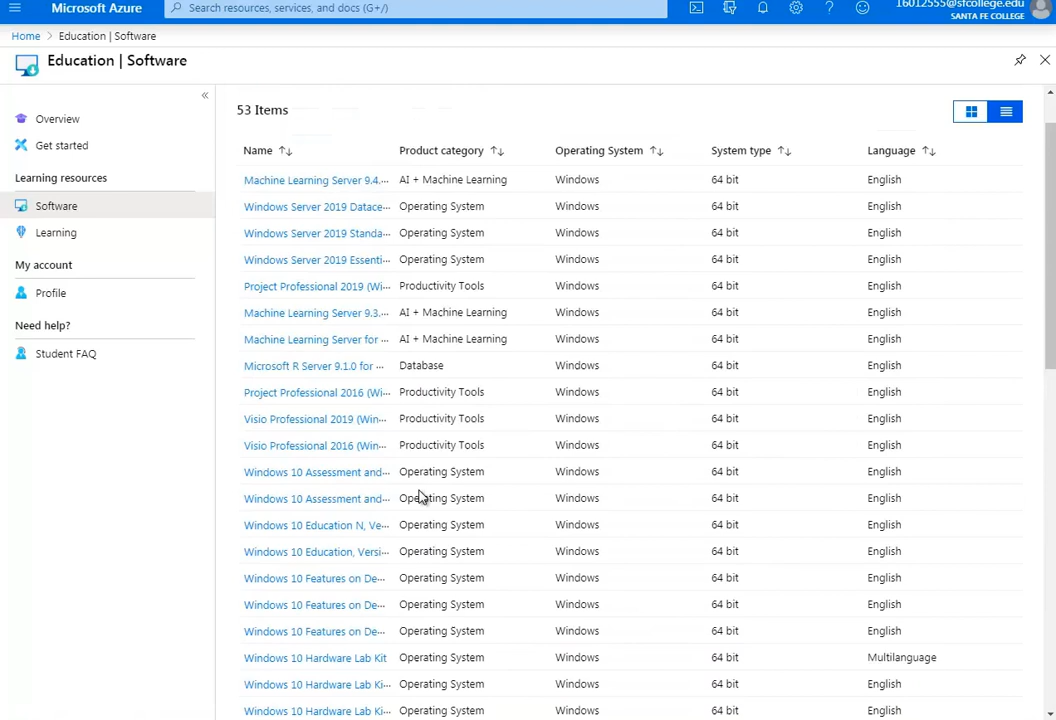 Microsoft Azure Search resources, services, and docs (G+/) 16012555@sfcollege.edu
SANTA FE COLLEGE
Home > Education | Software
Education | Software
«
Overview
Get started
Learning resources
Software
Learning
My account
Profile
Need help?
Student FAQ
53 Items
Name Product category Operating System System type Language
Machine Learning Server 9.4.... AI + Machine Learning Windows 64 bit English
Windows Server 2019 Datace... Operating System Windows 64 bit English
Windows Server 2019 Standa... Operating System Windows 64 bit English
Windows Server 2019 Essenti... Operating System Windows 64 bit English
Project Professional 2019 (Wi... Productivity Tools Windows 64 bit English
Machine Learning Server 9.3.... AI + Machine Learning Windows 64 bit English
Machine Learning Server for ... AI + Machine Learning Windows 64 bit English
Microsoft R Server 9.1.0 for ... Database Windows 64 bit English
Project Professional 2016 (Wi... Productivity Tools Windows 64 bit English
Visio Professional 2019 (Win... Productivity Tools Windows 64 bit English
Visio Professional 2016 (Win... Productivity Tools Windows 64 bit English
Windows 10 Assessment and... Operating System Windows 64 bit English
Windows 10 Assessment and... Operating System Windows 64 bit English
Windows 10 Education N, Ve... Operating System Windows 64 bit English
Windows 10 Education, Versi... Operating System Windows 64 bit English
Windows 10 Features on De... Operating System Windows 64 bit English
Windows 10 Features on De... Operating System Windows 64 bit English
Windows 10 Features on De... Operating System Windows 64 bit English
Windows 10 Hardware Lab Kit Operating System Windows 64 bit Multilanguage
Windows 10 Hardware Lab Ki... Operating System Windows 64 bit English
Windows 10 Hardware Lab Ki... Operating System Windows 64 bit English